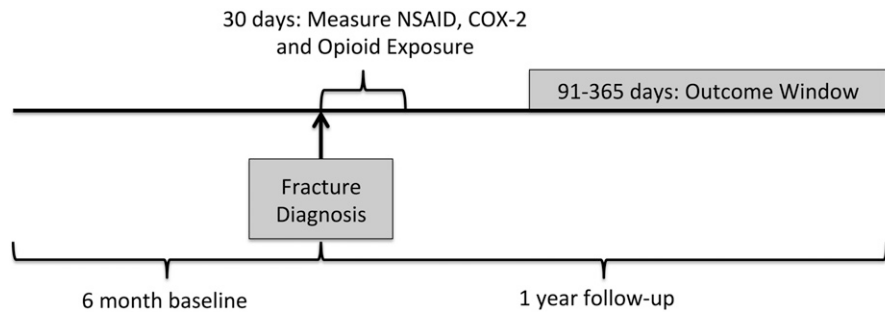 30 days: Measure NSAID, COX-2
and Opioid Exposure
91-365 days: Outcome Window
Fracture
Diagnosis
6 month baseline
1 year follow-up